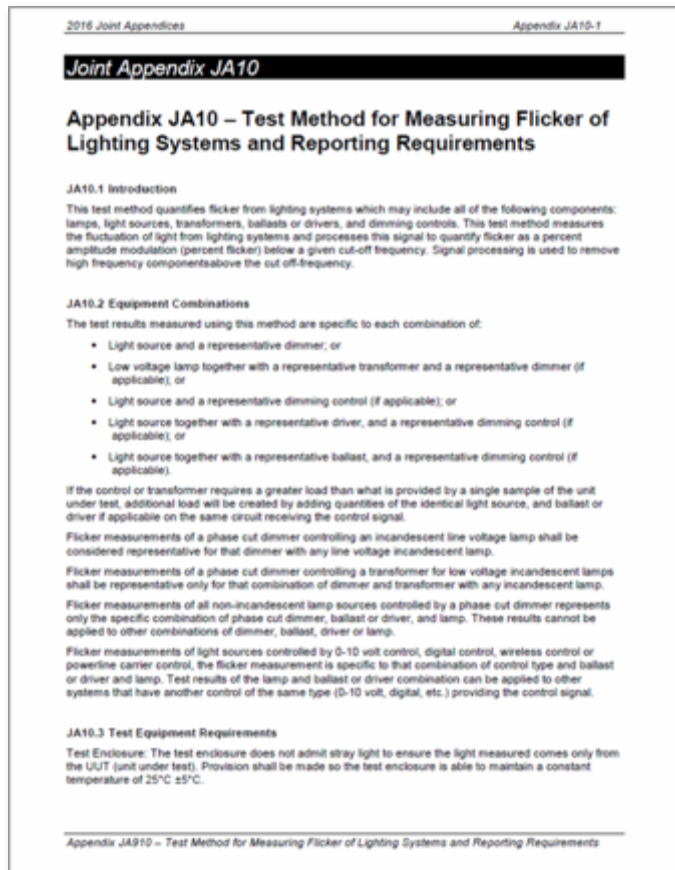 2016 Joint Appendices Appendix JA10-1
Joint Appendix JA10
Appendix JA10 – Test Method for Measuring Flicker of
Lighting Systems and Reporting Requirements
JA10.1 Introduction
This test method quantifies flicker from lighting systems which may include all of the following components:
lamps, light sources, transformers, ballasts or drivers, and dimming controls. This test method measures
the fluctuation of light from lighting systems and processes this signal to quantify flicker as a percent
amplitude modulation (percent flicker) below a given cut-off frequency. Signal processing is used to remove
high frequency componentsabove the cut off-frequency.
JA10.2 Equipment Combinations
The test results measured using this method are specific to each combination of:
• Light source and a representative dimmer; or
• Low voltage lamp together with a representative transformer and a representative dimmer (if
applicable); or
• Light source and a representative dimming control (if applicable); or
• Light source together with a representative driver, and a representative dimming control (if
applicable); or
• Light source together with a representative ballast, and a representative dimming control (if
applicable).
If the control or transformer requires a greater load than what is provided by a single sample of the unit
under test, additional load will be created by adding quantities of the identical light source, and ballast or
driver if applicable on the same circuit receiving the control signal.
Flicker measurements of a phase cut dimmer controlling an incandescent line voltage lamp shall be
considered representative for that dimmer with any line voltage incandescent lamp.
Flicker measurements of a phase cut dimmer controlling a transformer for low voltage incandescent lamps
shall be representative only for that combination of dimmer and transformer with any incandescent lamp.
Flicker measurements of all non-incandescent lamp sources controlled by a phase cut dimmer represents
only the specific combination of phase cut dimmer, ballast or driver, and lamp. These results cannot be
applied to other combinations of dimmer, ballast, driver or lamp.
Flicker measurements of light sources controlled by 0-10 volt control, digital control, wireless control or
powerline carrier control, the flicker measurement is specific to that combination of control type and ballast
or driver and lamp. Test results of the lamp and ballast or driver combination can be applied to other
systems that have another control of the same type (0-10 volt, digital, etc.) providing the control signal.
JA10.3 Test Equipment Requirements
Test Enclosure: The test enclosure does not admit stray light to ensure the light measured comes only from
the UUT (unit under test). Provision shall be made so the test enclosure is able to maintain a constant
temperature of 25°C ±5°C.
Appendix JA910 – Test Method for Measuring Flicker of Lighting Systems and Reporting Requirements